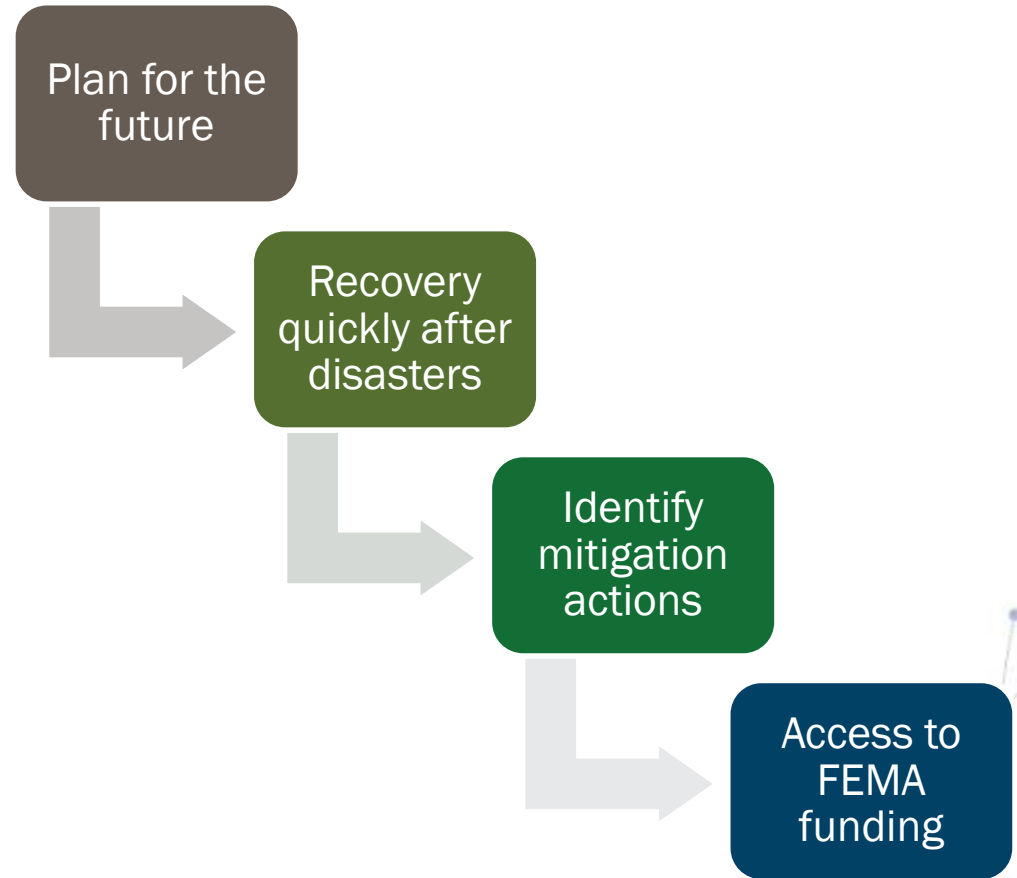 Plan for the
future
Recovery
quickly after
disasters
Identify
mitigation
actions
Access to
FEMA
funding